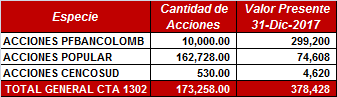 Especie Cantidad de Acciones Valor Presente 31-Dic-2017
ACCIONES PFBANCOLOMB 10,000.00 299,200
ACCIONES POPULAR 162,728.00 74,608
ACCIONES CENCOSUD 530.00 4,620
TOTAL GENERAL CTA 1302 173,258.00 378,428